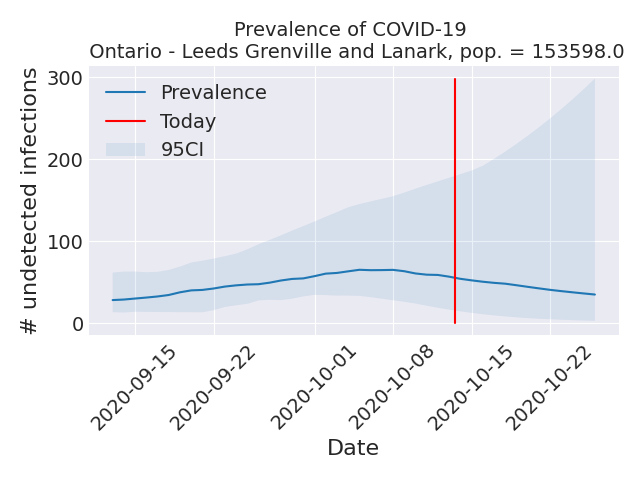 Prevalence of COVID-19
Ontario - Leeds Grenville and Lanark, pop. = 153598.0
# undetected infections
300
200
100
0
Prevalence
Today
95CI
2020-09-15
2020-09-22
2020-10-01
2020-10-08
2020-10-15
2020-10-22
Date